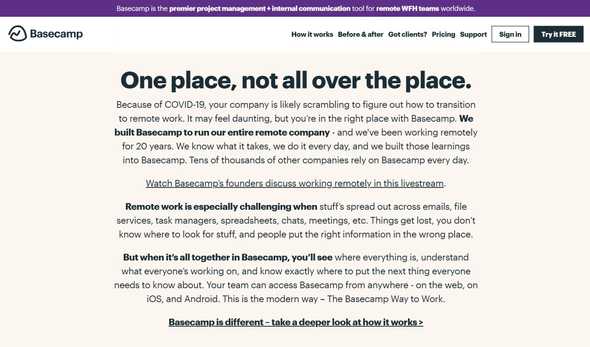 Basecamp is the premier project management + internal communication tool for remote WFH teams worldwide.
Basecamp
How it works Before & after Got clients? Pricing Support Sign in Try it FREE
One place, not all over the place.
Because of COVID-19, your company is likely scrambling to figure out how to transition
to remote work. It may feel daunting, but you're in the right place with Basecamp. We
built Basecamp to run our entire remote company - and we've been working remotely
for 20 years. We know what it takes, we do it every day, and we built those learnings
into Basecamp. Tens of thousands of other companies rely on Basecamp every day.
Watch Basecamp's founders discuss working remotely in this livestream.
Remote work is especially challenging when stuff's spread out across emails, file
services, task managers, spreadsheets, chats, meetings, etc. Things get lost, you don't
know where to look for stuff, and people put the right information in the wrong place.
But when it's all together in Basecamp, you'll see where everything is, understand
what everyone's working on, and know exactly where to put the next thing everyone
needs to know about. Your team can access Basecamp from anywhere - on the web, on
iOS, and Android. This is the modern way – The Basecamp Way to Work.
Basecamp is different – take a deeper look at how it works >